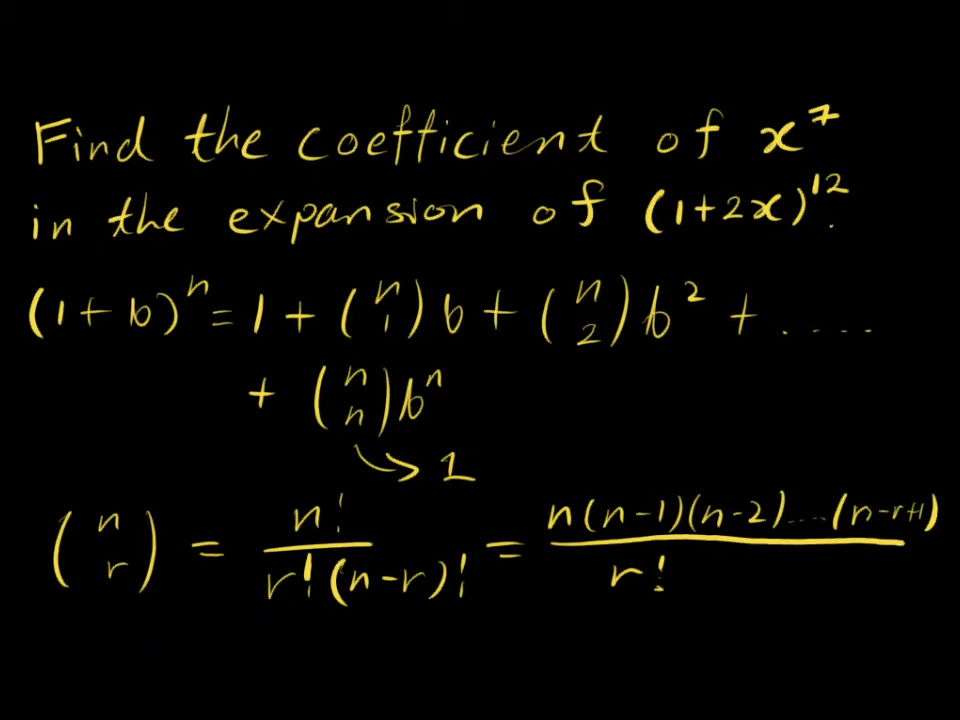 Find the coefficient of x⁷
in the expansion of (1+2x)¹².
(1+b)ⁿ = 1 + (n 1)b + (n 2)b² + .....
+ (n n)bⁿ
→ 1
(n r) = n!/r!(n-r)! = n(n-1)(n-2)....(n-r+1)/r!